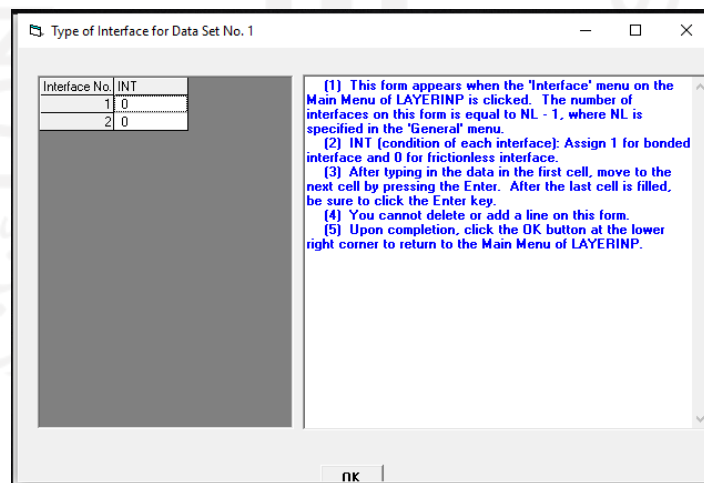 Type of Interface for Data Set No. 1
Interface No. INT
1 0
2 0
(1) This form appears when the 'Interface' menu on the
Main Menu of LAYERINP is clicked. The number of
interfaces on this form is equal to NL - 1, where NL is
specified in the 'General' menu.
(2) INT (condition of each interface): Assign 1 for bonded
interface and 0 for frictionless interface.
(3) After typing in the data in the first cell, move to the
next cell by pressing the Enter. After the last cell is filled,
be sure to click the Enter key.
(4) You cannot delete or add a line on this form.
(5) Upon completion, click the OK button at the lower
right corner to return to the Main Menu of LAYERINP.
OK